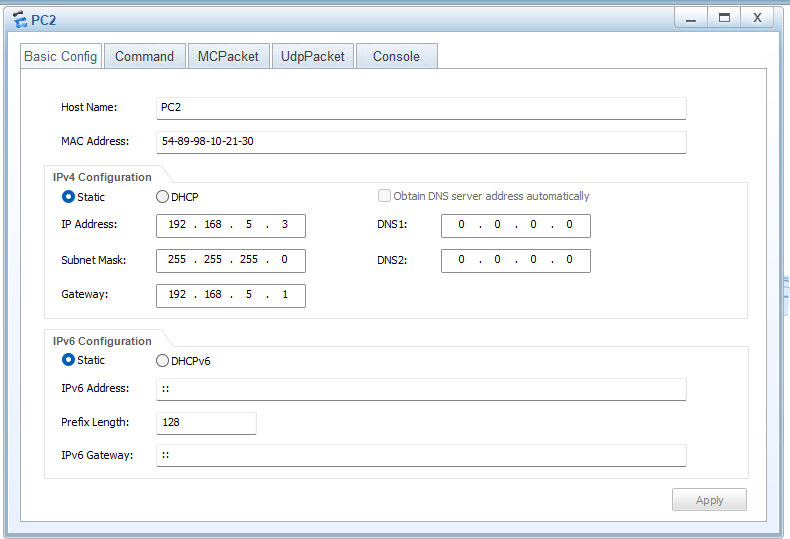 PC2
X
Basic Config Command MCPacket UdpPacket Console
Host Name: PC2
MAC Address: 54-89-98-10-21-30
IPv4 Configuration
Static DHCP Obtain DNS server address automatically
IP Address: 192 . 168 . 5 . 3 DNS1: 0 . 0 . 0 . 0
Subnet Mask: 255 . 255 . 255 . 0 DNS2: 0 . 0 . 0 . 0
Gateway: 192 . 168 . 5 . 1
IPv6 Configuration
Static DHCPv6
IPv6 Address: ::
Prefix Length: 128
IPv6 Gateway: ::
Apply